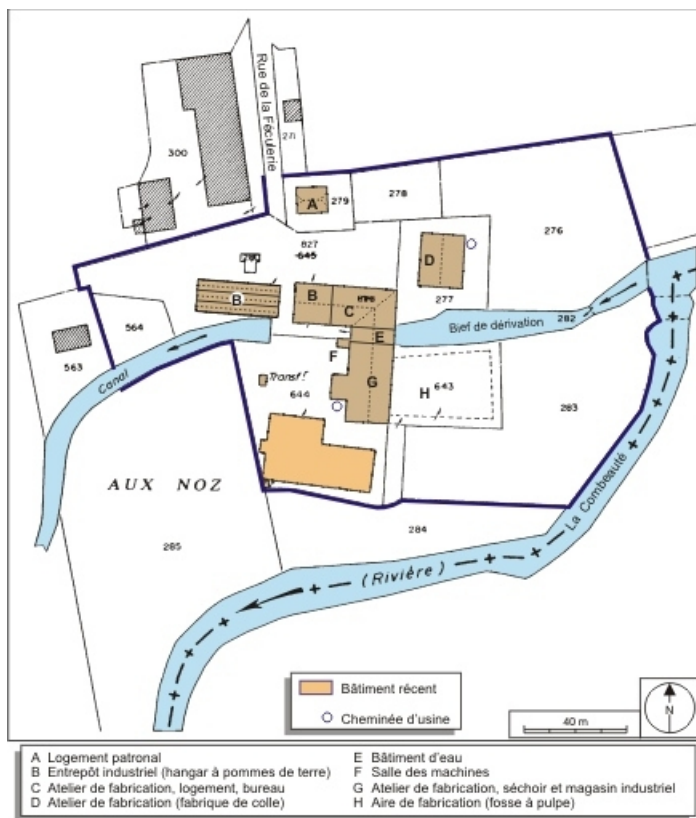 Rue de la Féculerie
300
271
A
279
278
276
827
645
B
B
C
D
277
Bief de dérivation
282
E
F
G
H
643
283
564
563
Canal
Transf.
644
AUX NOZ
285
284
La Combeauté
(Rivière)
Bâtiment récent
Cheminée d'usine
N
40 m
A Logement patronal
B Entrepôt industriel (hangar à pommes de terre)
C Atelier de fabrication, logement, bureau
D Atelier de fabrication (fabrique de colle)
E Bâtiment d'eau
F Salle des machines
G Atelier de fabrication, séchoir et magasin industriel
H Aire de fabrication (fosse à pulpe)